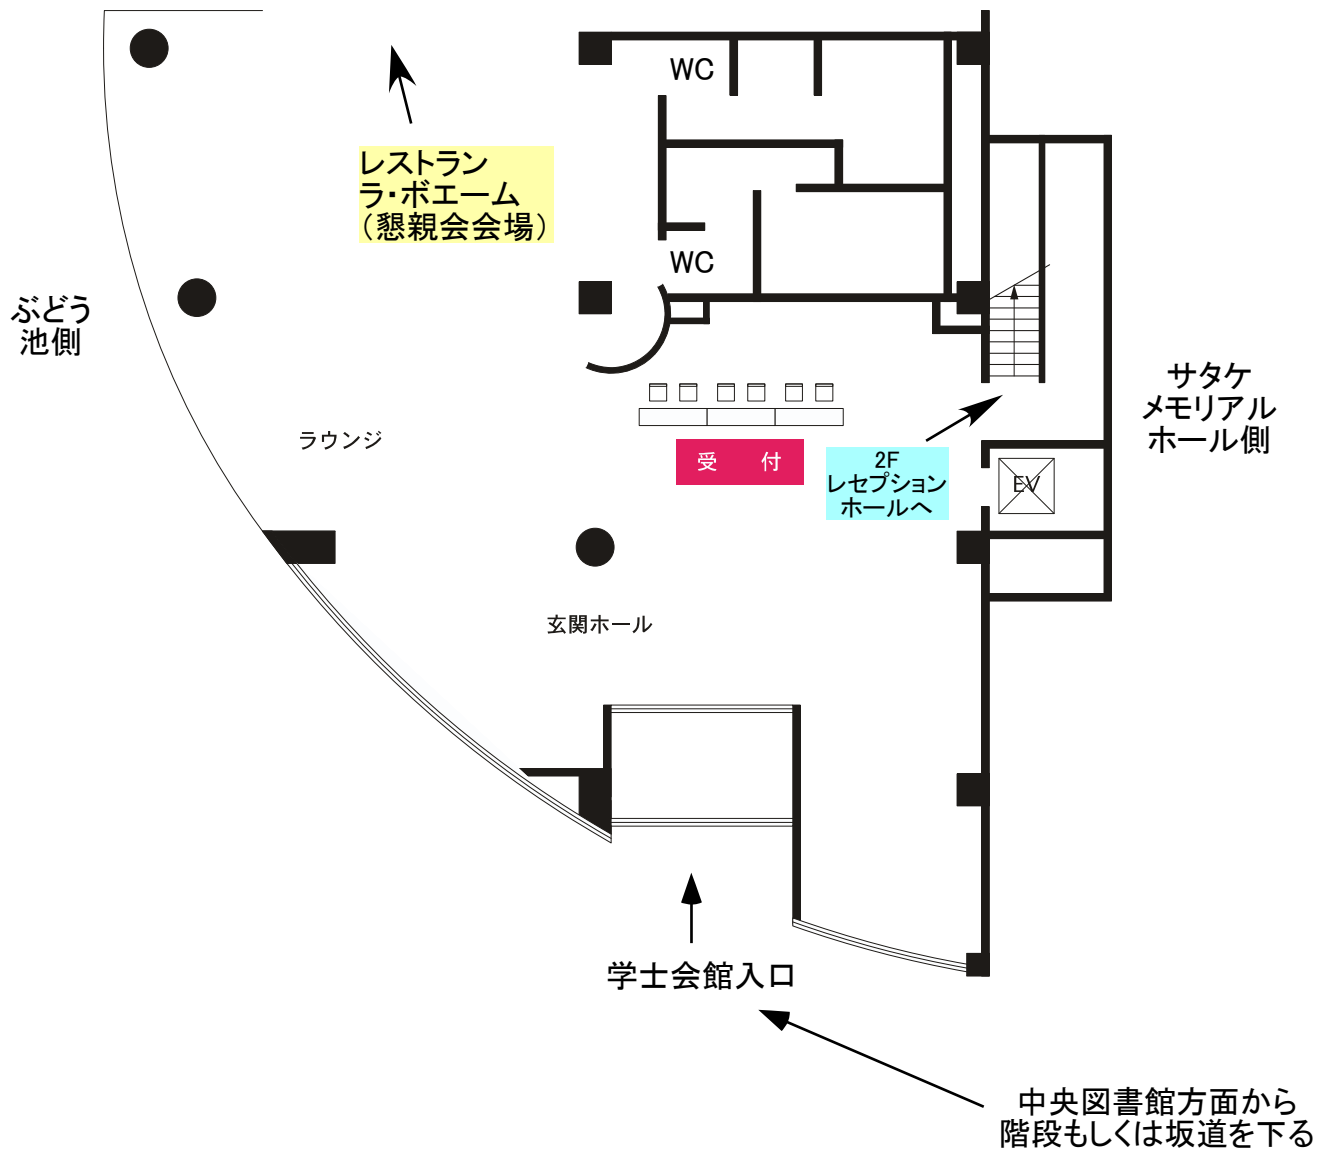 WC
レストラン
ラ・ボエーム
（懇親会会場）
WC
ぶどう
池側
サタケ
メモリアル
ホール側
ラウンジ
受　付
2F
レセプション
ホールへ
EV
玄関ホール
学士会館入口
中央図書館方面から
階段もしくは坂道を下る